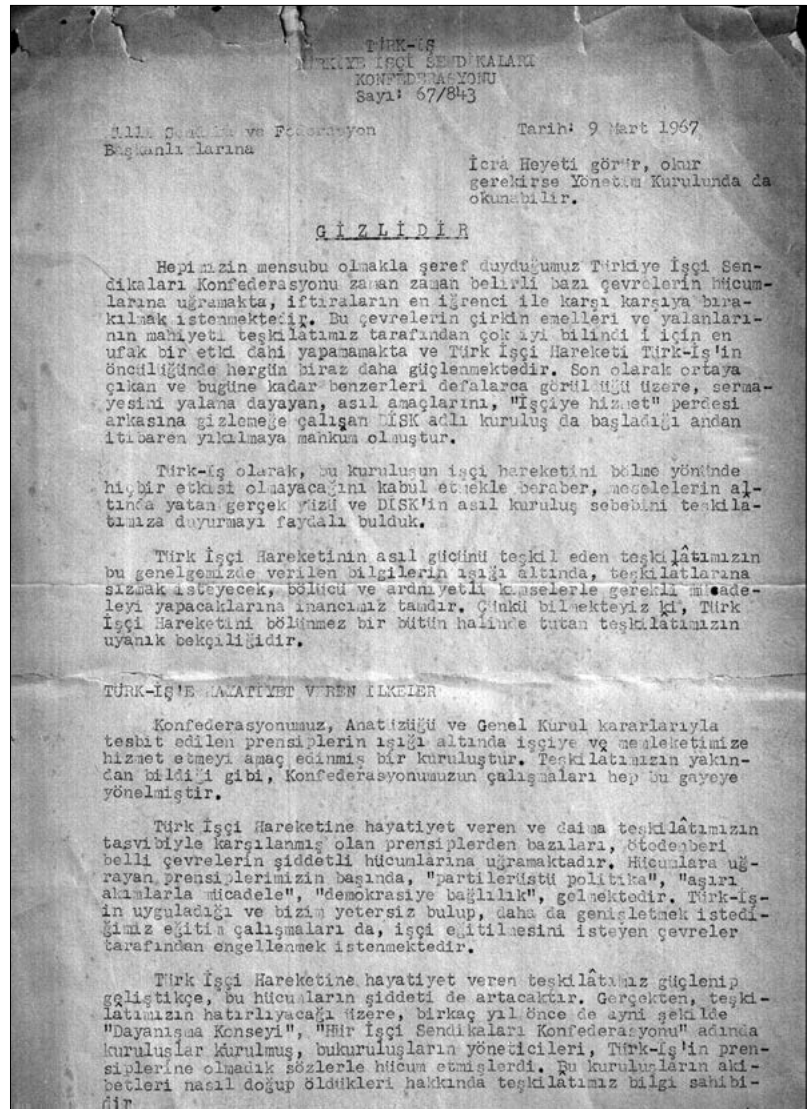 TÜRK-İŞ
TÜRKİYE İŞÇİ SENDİKALARI
KONFEDERASYONU
Sayı: 67/843
Milli Sendika ve Federasyon
Başkanlıklarına
Tarih: 9 Mart 1967
İcra Heyeti görür, okur
gerekirse Yönetim Kurulunda da
okunabilir.
GİZLİDİR
Hepimizin mensubu olmakla şeref duyduğumuz Türkiye İşçi Sen-
dikaları Konfederasyonu zaman zaman belirli bazı çevrelerin hücum-
larına uğramakta, iftiraların en iğrenci ile karşı karşıya bıra-
kılmak istenmektedir. Bu çevrelerin çirkin emelleri ve yalanları-
nın mahiyeti teşkilatımız tarafından çok iyi bilindiği için en
ufak bir etki dahi yapamamakta ve Türk İşçi Hareketi Türk-İş'in
öncülüğünde hergün biraz daha güçlenmektedir. Son olarak ortaya
çıkan ve bugüne kadar benzerleri defalarca görüldüğü üzere, serma-
yesini yalana dayayan, asıl amaçlarını, "İşçiye hizmet" perdesi
arkasına gizlemeğe çalışan DİSK adlı kuruluş da başladığı andan
itibaren yıkılmaya mahkum olmuştur.
Türk-İş olarak, bu kuruluşun işçi hareketini bölme yönünde
hiçbir etkisi olmayacağını kabul etmekle beraber, meselelerin al-
tında yatan gerçek yüzü ve DİSK'in asıl kuruluş sebebini teşkila-
tımıza duyurmayı faydalı bulduk.
Türk İşçi Hareketinin asıl gücünü teşkil eden teşkilâtımızın
bu genelgemizde verilen bilgilerin ışığı altında, teşkilatlarına
sızmak isteyecek, bölücü ve ardniyetli kimselerle gerekli mücade-
leyi yapacaklarına inancımız tamdır. Çünkü bilmekteyiz ki, Türk
İşçi Hareketini bölünmez bir bütün halinde tutan teşkilatımızın
uyanık bekçiliğidir.
TÜRK-İŞ'E HAYATİYET VEREN İLKELER
Konfederasyonumuz, Anatüzüğü ve Genel Kurul kararlarıyla
tesbit edilen prensiplerin ışığı altında işçiye ve memleketimize
hizmet etmeyi amaç edinmiş bir kuruluştur. Teşkilatımızın yakın-
dan bildiği gibi, Konfederasyonumuzun çalışmaları hep bu gayeye
yönelmiştir.
Türk İşçi Hareketine hayatiyet veren ve daima teşkilâtımızın
tasvibiyle karşılanmış olan prensiplerden bazıları, ötedenberi
belli çevrelerin şiddetli hücumlarına uğramaktadır. Hücumlara uğ-
rayan prensiplerimizin başında, "partilerüstü politika", "aşırı
akımlarla mücadele", "demokrasiye bağlılık", gelmektedir. Türk-İş-
in uyguladığı ve bizim yetersiz bulup, daha da genişletmek istedi-
ğimiz eğitim çalışmaları da, işçi eğitilmesini isteyen çevreler
tarafından engellenmek istenmektedir.
Türk İşçi Hareketine hayatiyet veren teşkilâtımız güçlenip
geliştikçe, bu hücumların şiddeti de artacaktır. Gerçekten, teşki-
latımızın hatırlıyacağı üzere, birkaç yıl önce de ayni şekilde
"Dayanışma Konseyi", "Hür İşçi Sendikaları Konfederasyonu" adında
kuruluşlar kurulmuş, bukuruluşların yöneticileri, Türk-İş'in pren-
siplerine olmadık sözlerle hücum etmişlerdi. Bu kuruluşların aki-
betleri nasıl doğup öldükleri hakkında teşkilatımız bilgi sahibi-
dir